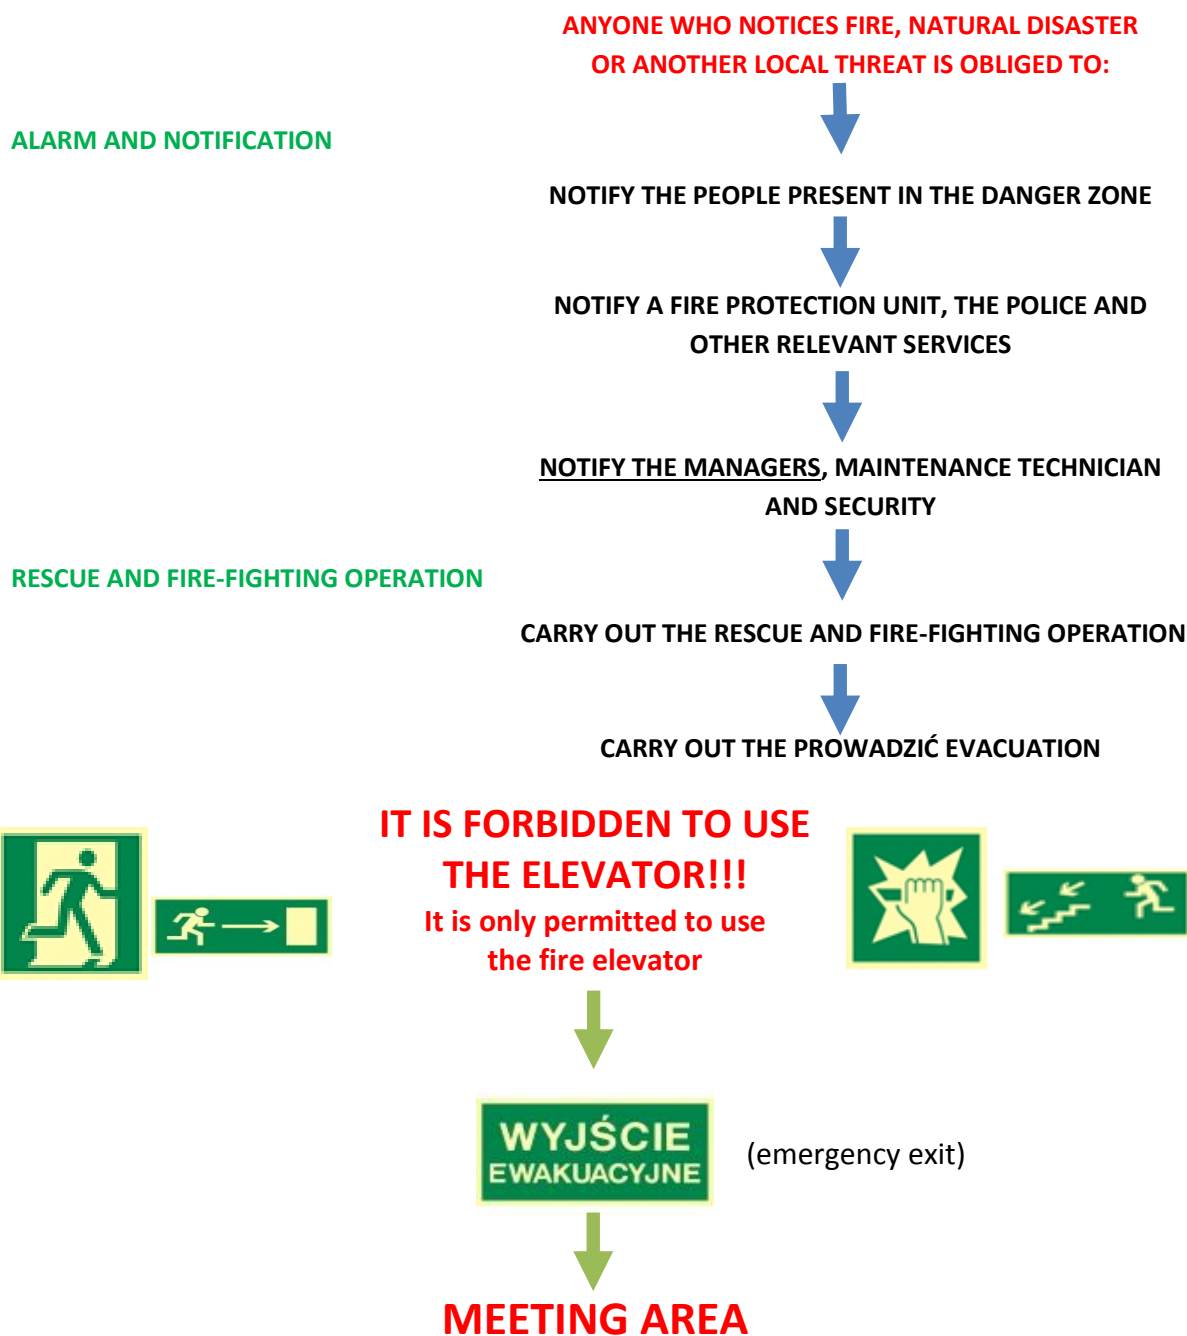 ANYONE WHO NOTICES FIRE, NATURAL DISASTER
OR ANOTHER LOCAL THREAT IS OBLIGED TO:
ALARM AND NOTIFICATION
NOTIFY THE PEOPLE PRESENT IN THE DANGER ZONE
NOTIFY A FIRE PROTECTION UNIT, THE POLICE AND
OTHER RELEVANT SERVICES
NOTIFY THE MANAGERS, MAINTENANCE TECHNICIAN
AND SECURITY
RESCUE AND FIRE-FIGHTING OPERATION
CARRY OUT THE RESCUE AND FIRE-FIGHTING OPERATION
CARRY OUT THE PROWADZIĆ EVACUATION
IT IS FORBIDDEN TO USE
THE ELEVATOR!!!
It is only permitted to use
the fire elevator
WYJŚCIE
EWAKUACYJNE
(emergency exit)
MEETING AREA